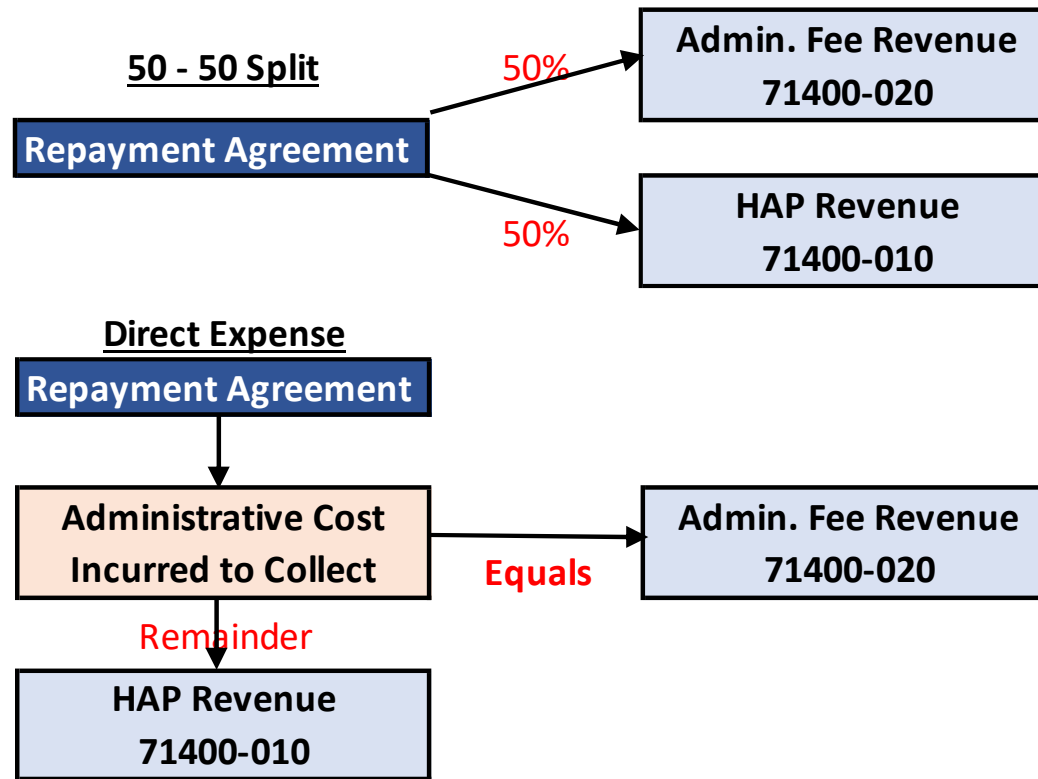 50 - 50 Split
Repayment Agreement
50%
Admin. Fee Revenue
71400-020
50%
HAP Revenue
71400-010
Direct Expense
Repayment Agreement
Administrative Cost
Incurred to Collect
Equals
Admin. Fee Revenue
71400-020
Remainder
HAP Revenue
71400-010